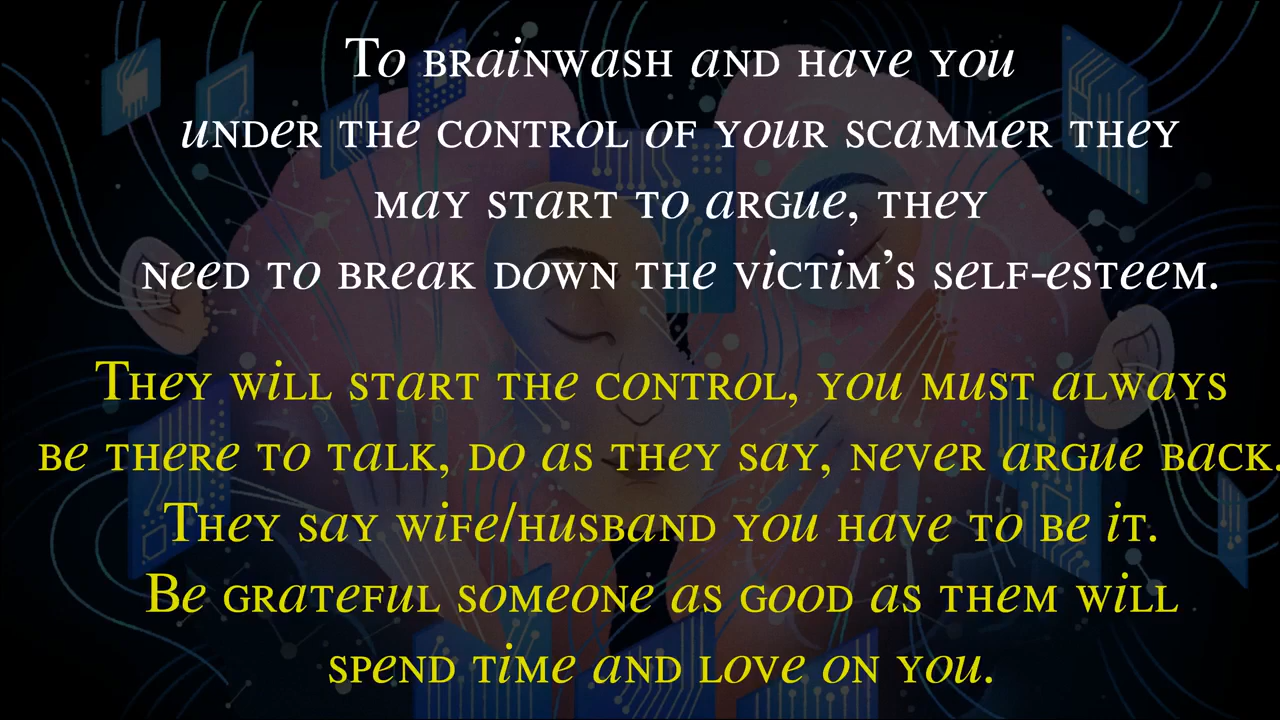 To brainwash and have you
under the control of your scammer they
may start to argue, they
need to break down the victim's self-esteem.
They will start the control, you must always
be there to talk, do as they say, never argue back.
They say wife/husband you have to be it.
Be grateful someone as good as them will
spend time and love on you.